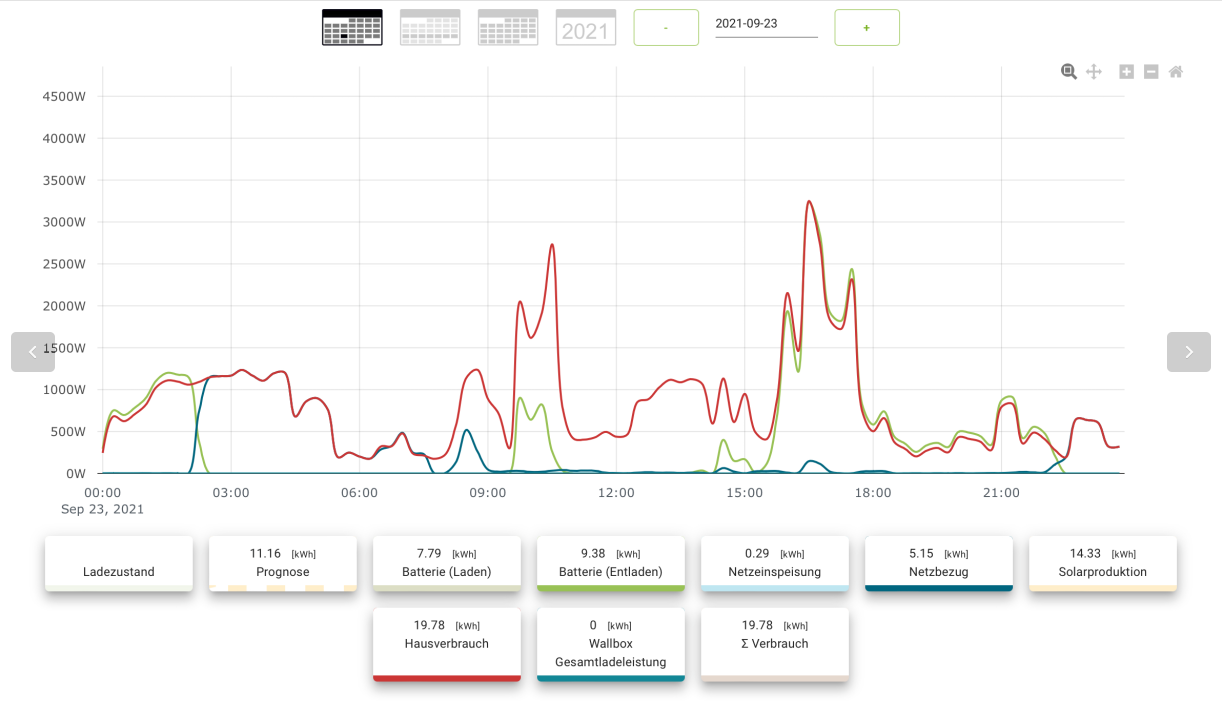 2021
-
2021-09-23
+
4500W
4000W
3500W
3000W
2500W
2000W
1500W
1000W
500W
0W
00:00
03:00
06:00
09:00
12:00
15:00
18:00
21:00
Sep 23, 2021
Ladezustand
11.16 [kWh]
Prognose
7.79 [kWh]
Batterie (Laden)
9.38 [kWh]
Batterie (Entladen)
0.29 [kWh]
Netzeinspeisung
5.15 [kWh]
Netzbezug
14.33 [kWh]
Solarproduktion
19.78 [kWh]
Hausverbrauch
0 [kWh]
Wallbox
Gesamtladeleistung
19.78 [kWh]
Σ Verbrauch